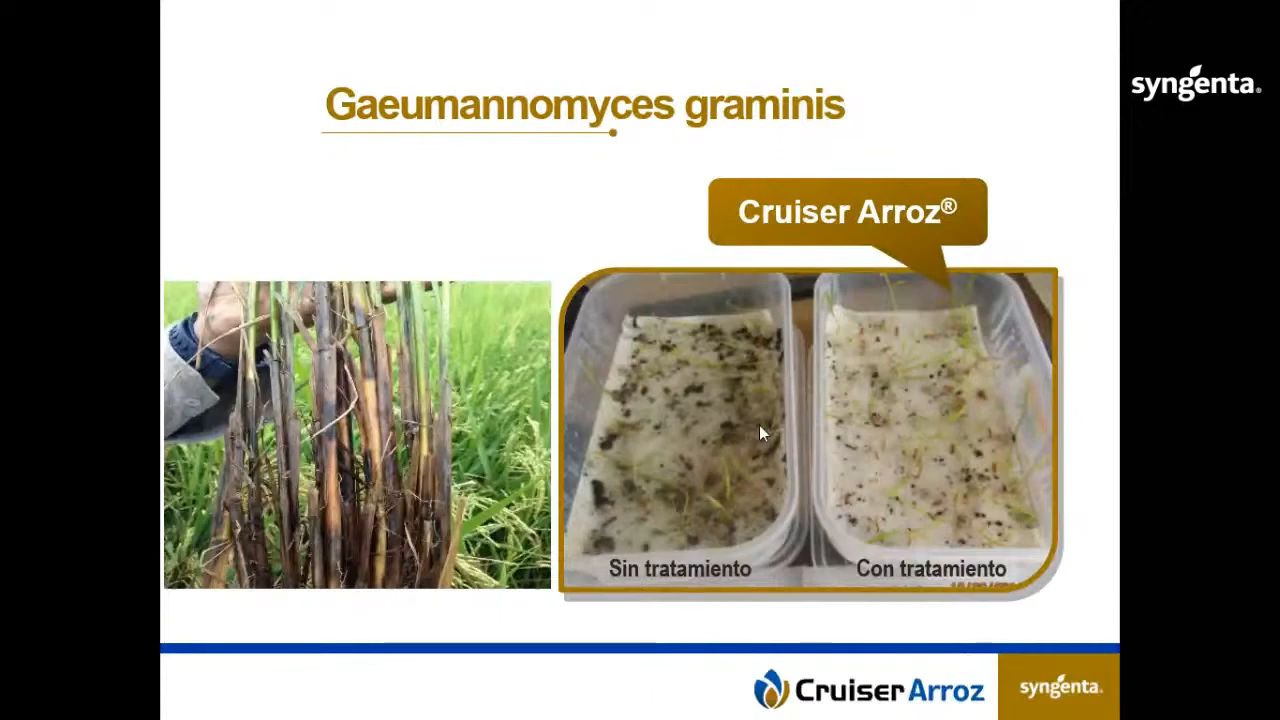 Gaeumannomyces graminis
syngenta.
Cruiser Arroz®
Sin tratamiento
Con tratamiento
Cruiser Arroz
syngenta.